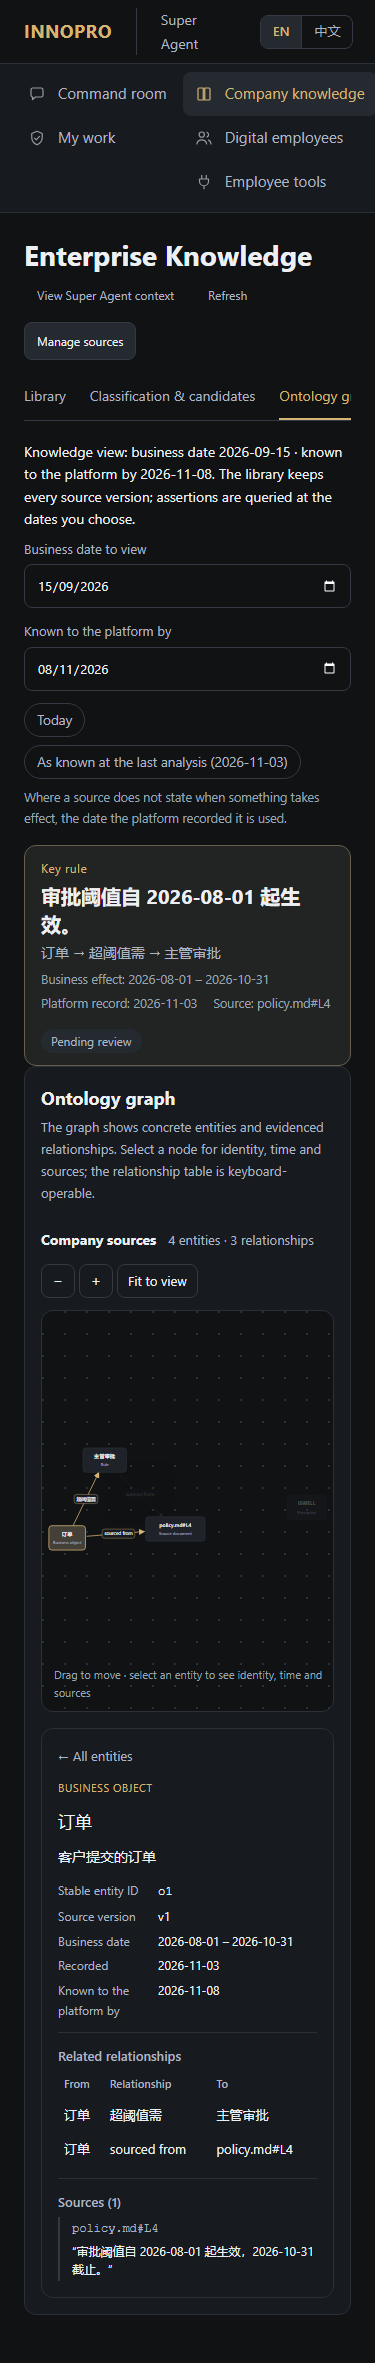 INNOPRO
Super
Agent
EN
中文
Command room
Company knowledge
My work
Digital employees
Employee tools
Enterprise Knowledge
View Super Agent context
Refresh
Manage sources
Library
Classification & candidates
Ontology g
Knowledge view: business date 2026-09-15 · known
to the platform by 2026-11-08. The library keeps
every source version; assertions are queried at the
dates you choose.
Business date to view
15/09/2026
Known to the platform by
08/11/2026
Today
As known at the last analysis (2026-11-03)
Where a source does not state when something takes
effect, the date the platform recorded it is used.
Key rule
审批阈值自 2026-08-01 起生
效。
订单 → 超阈值需 → 主管审批
Business effect: 2026-08-01 – 2026-10-31
Platform record: 2026-11-03
Source: policy.md#L4
Pending review
Ontology graph
The graph shows concrete entities and evidenced
relationships. Select a node for identity, time and
sources; the relationship table is keyboard-
operable.
Company sources
4 entities · 3 relationships
−
+
Fit to view
主管审批
Rule
超阈值需
订单
Business object
sourced from
policy.md#L4
Source document
Drag to move · select an entity to see identity, time and
sources
← All entities
BUSINESS OBJECT
订单
客户提交的订单
Stable entity ID
o1
Source version
v1
Business date
2026-08-01 – 2026-10-31
Recorded
2026-11-03
Known to the
platform by
2026-11-08
Related relationships
From
Relationship
To
订单
超阈值需
主管审批
订单
sourced from
policy.md#L4
Sources (1)
policy.md#L4
“审批阈值自 2026-08-01 起生效，2026-10-31
截止。”